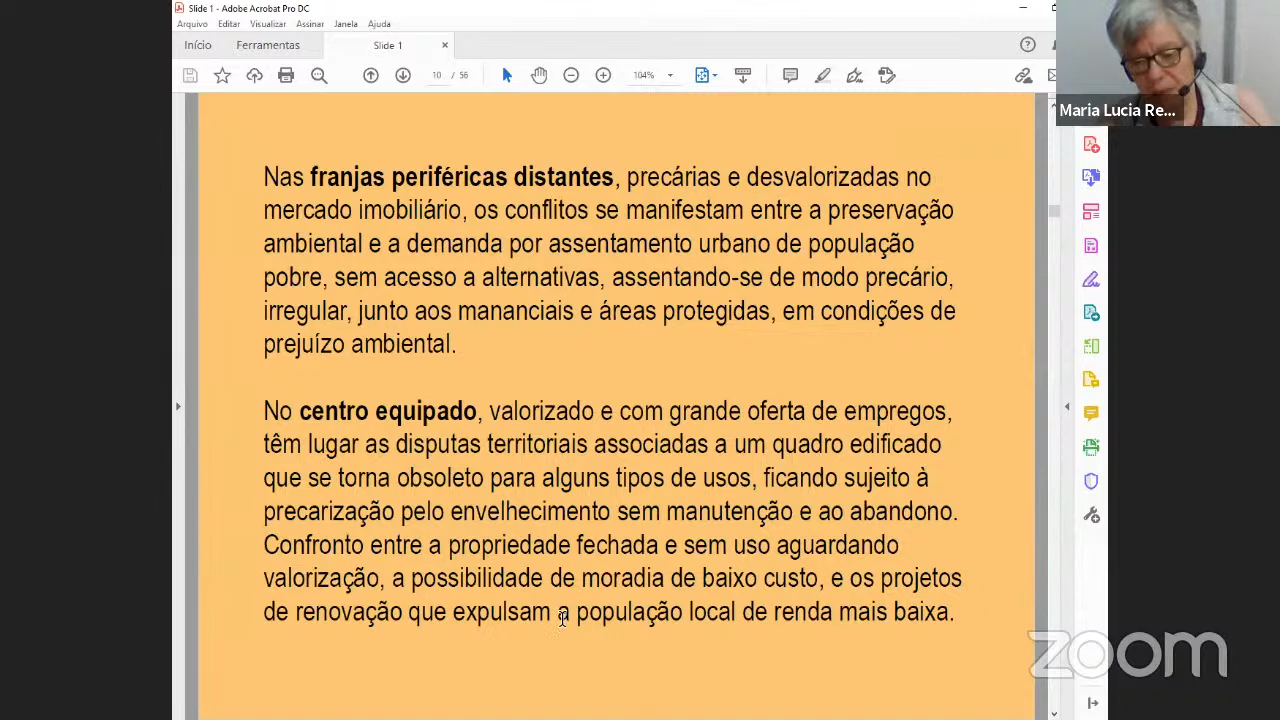 Slide 1 - Adobe Acrobat Pro DC
Arquivo Editar Visualizar Assinar Janela Ajuda
Início Ferramentas Slide 1
10 / 56 104%
Maria Lucia Re...
Nas franjas periféricas distantes, precárias e desvalorizadas no
mercado imobiliário, os conflitos se manifestam entre a preservação
ambiental e a demanda por assentamento urbano de população
pobre, sem acesso a alternativas, assentando-se de modo precário,
irregular, junto aos mananciais e áreas protegidas, em condições de
prejuízo ambiental.
No centro equipado, valorizado e com grande oferta de empregos,
têm lugar as disputas territoriais associadas a um quadro edificado
que se torna obsoleto para alguns tipos de usos, ficando sujeito à
precarização pelo envelhecimento sem manutenção e ao abandono.
Confronto entre a propriedade fechada e sem uso aguardando
valorização, a possibilidade de moradia de baixo custo, e os projetos
de renovação que expulsam a população local de renda mais baixa.
zoom